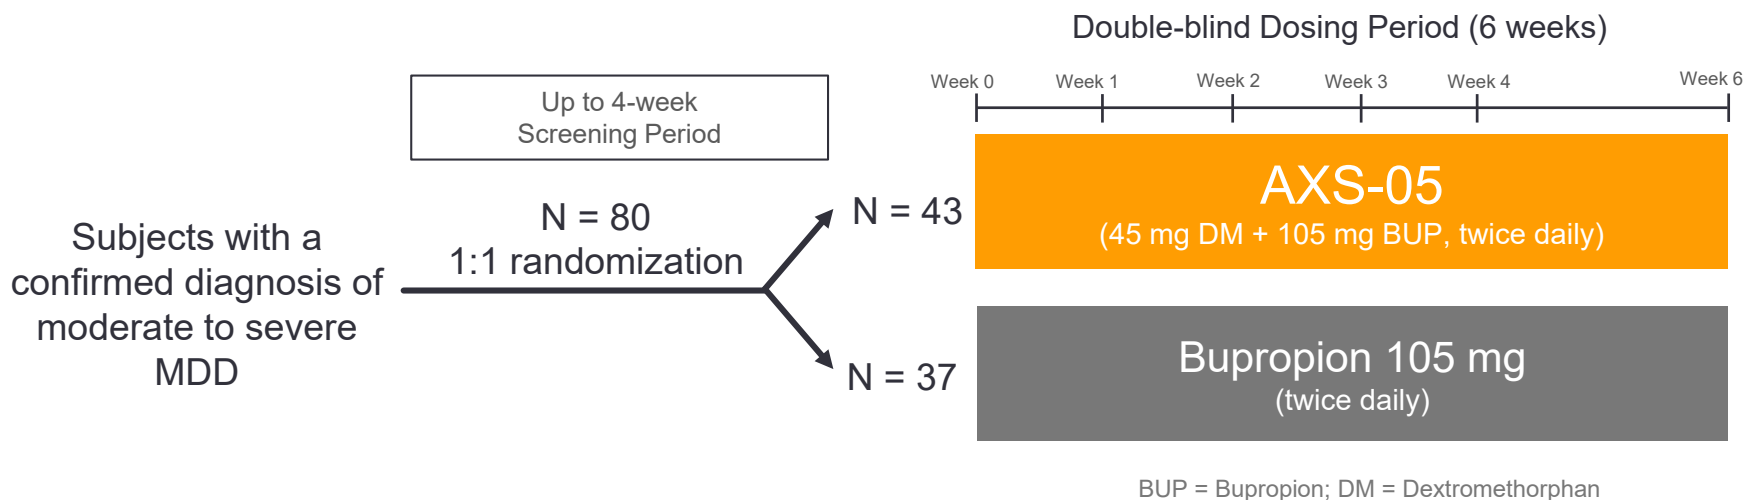 Double-blind Dosing Period (6 weeks)
Week 0 Week 1 Week 2 Week 3 Week 4 Week 6
Up to 4-week
Screening Period
Subjects with a
confirmed diagnosis of
moderate to severe
MDD
N = 80
1:1 randomization
N = 43
AXS-05
(45 mg DM + 105 mg BUP, twice daily)
N = 37
Bupropion 105 mg
(twice daily)
BUP = Bupropion; DM = Dextromethorphan